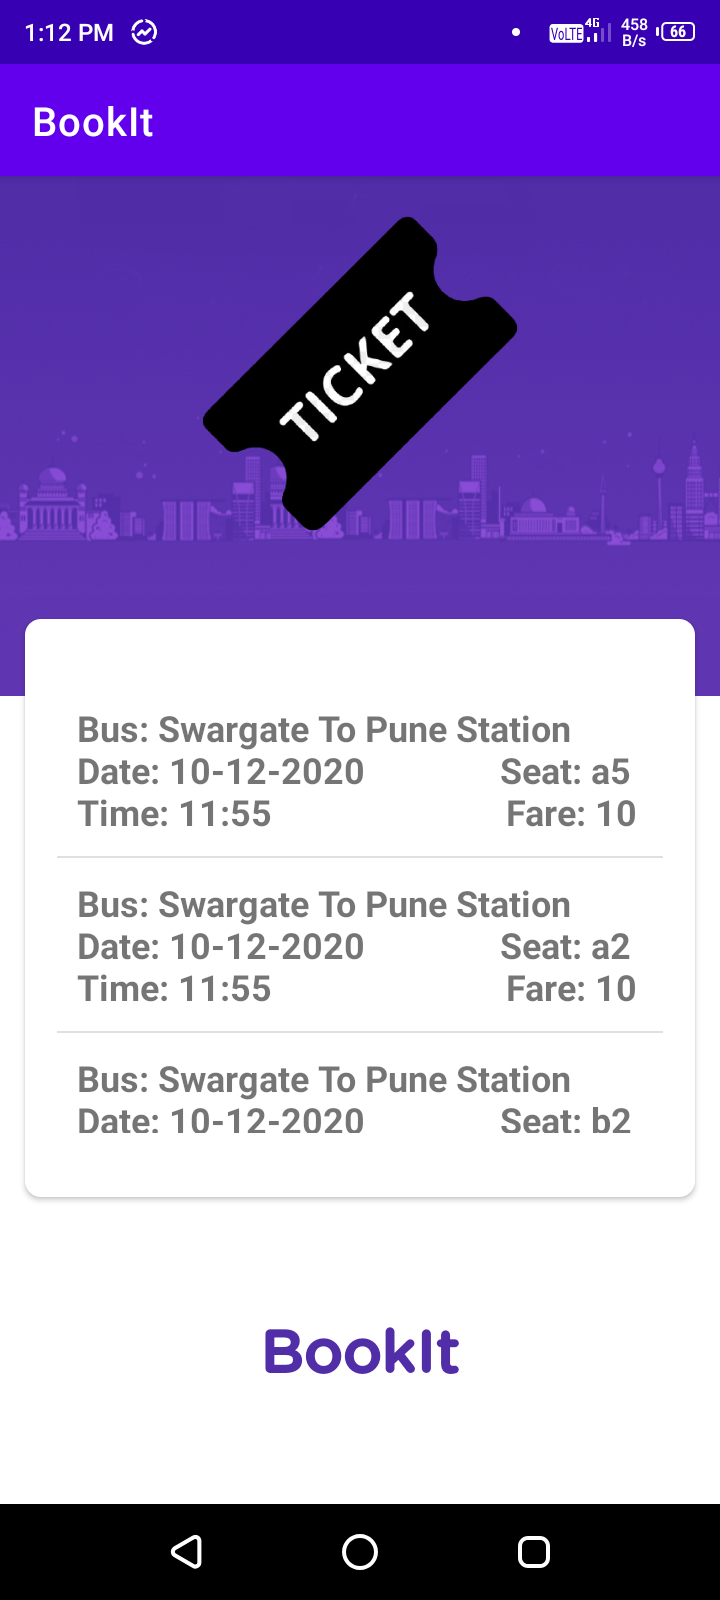 1:12 PM VoLTE 4G 458 B/s 66
BookIt
TICKET
Bus: Swargate To Pune Station
Date: 10-12-2020 Seat: a5
Time: 11:55 Fare: 10
Bus: Swargate To Pune Station
Date: 10-12-2020 Seat: a2
Time: 11:55 Fare: 10
Bus: Swargate To Pune Station
Date: 10-12-2020 Seat: b2
BookIt